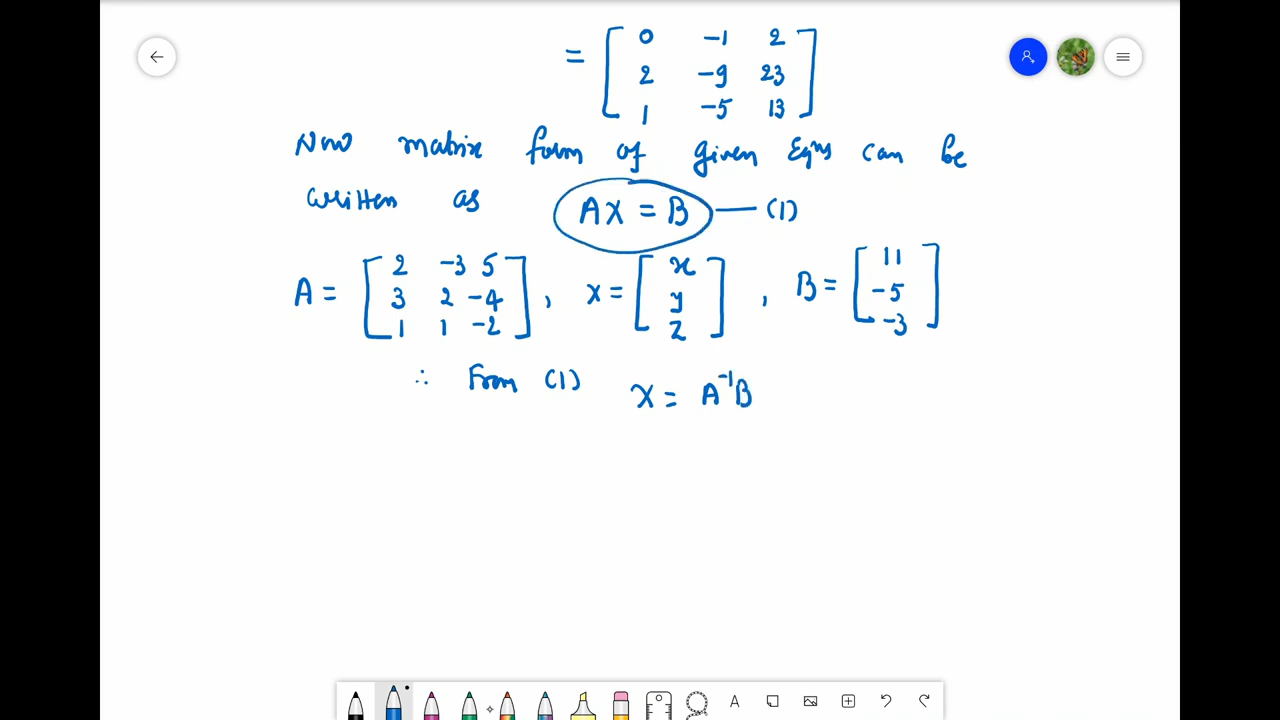 = [ 0 -1 2
2 -9 23
1 -5 13 ]
Now matrix form of given Eqns can be
written as AX = B — (1)
A = [ 2 -3 5
3 2 -4
1 1 -2 ] , X = [ x
y
z ] , B = [ 11
-5
-3 ]
∴ From (1) X = A⁻¹B
A